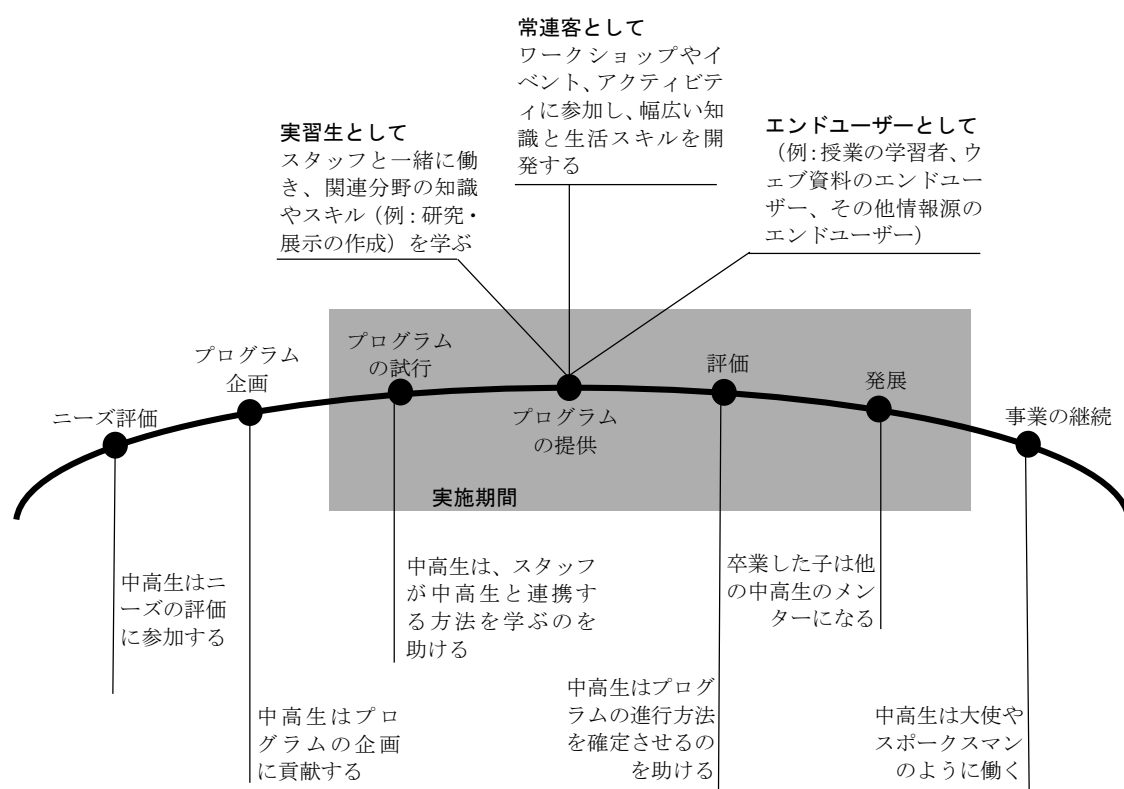 常連客として
ワークショップやイ
ベント、アクティビテ
ィに参加し、幅広い知
識と生活スキルを開
発する
実習生として
スタッフと一緒に働
き、関連分野の知識
やスキル（例：研究・
展示の作成）を学ぶ
エンドユーザーとして
（例：授業の学習者、ウ
ェブ資料のエンドユー
ザー、その他情報源の
エンドユーザー）
ニーズ評価
プログラム
企画
プログラム
の試行
プログラム
の提供
評価
発展
事業の継続
実施期間
中高生はニ
ーズの評価
に参加する
中高生はプロ
グラムの企画
に貢献する
中高生は、スタッフ
が中高生と連携す
る方法を学ぶのを
助ける
中高生はプログ
ラムの進行方法
を確定させるの
を助ける
卒業した子は他
の中高生のメン
ターになる
中高生は大使や
スポークスマン
のように働く